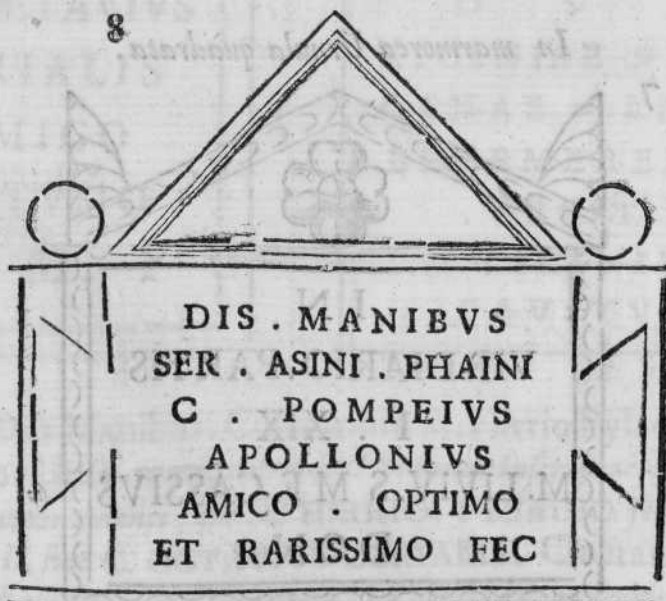 8
DIS . MANIBVS
SER . ASINI . PHAINI
C . POMPEIVS
APOLLONIVS
AMICO . OPTIMO
ET RARISSIMO FEC